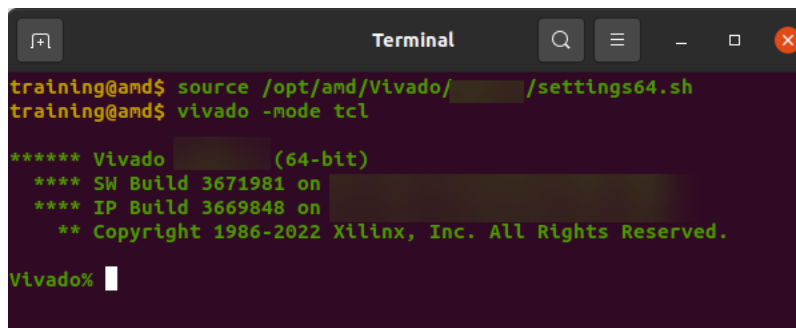 Terminal
training@amd$ source /opt/amd/Vivado/ /settings64.sh
training@amd$ vivado -mode tcl
****** Vivado (64-bit)
**** SW Build 3671981 on
**** IP Build 3669848 on
** Copyright 1986-2022 Xilinx, Inc. All Rights Reserved.
Vivado%